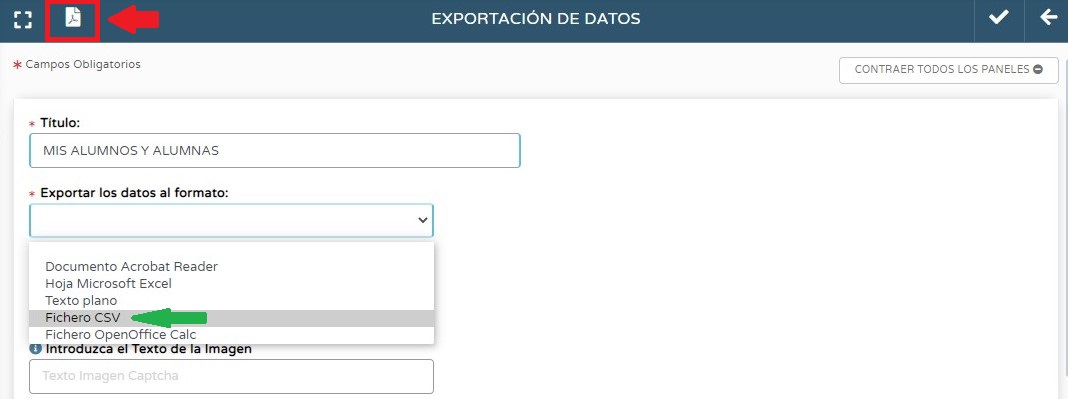 EXPORTACIÓN DE DATOS
* Campos Obligatorios
CONTRAER TODOS LOS PANELES
* Título:
MIS ALUMNOS Y ALUMNAS
* Exportar los datos al formato:
Documento Acrobat Reader
Hoja Microsoft Excel
Texto plano
Fichero CSV
Fichero OpenOffice Calc
Introduzca el Texto de la Imagen
Texto Imagen Captcha